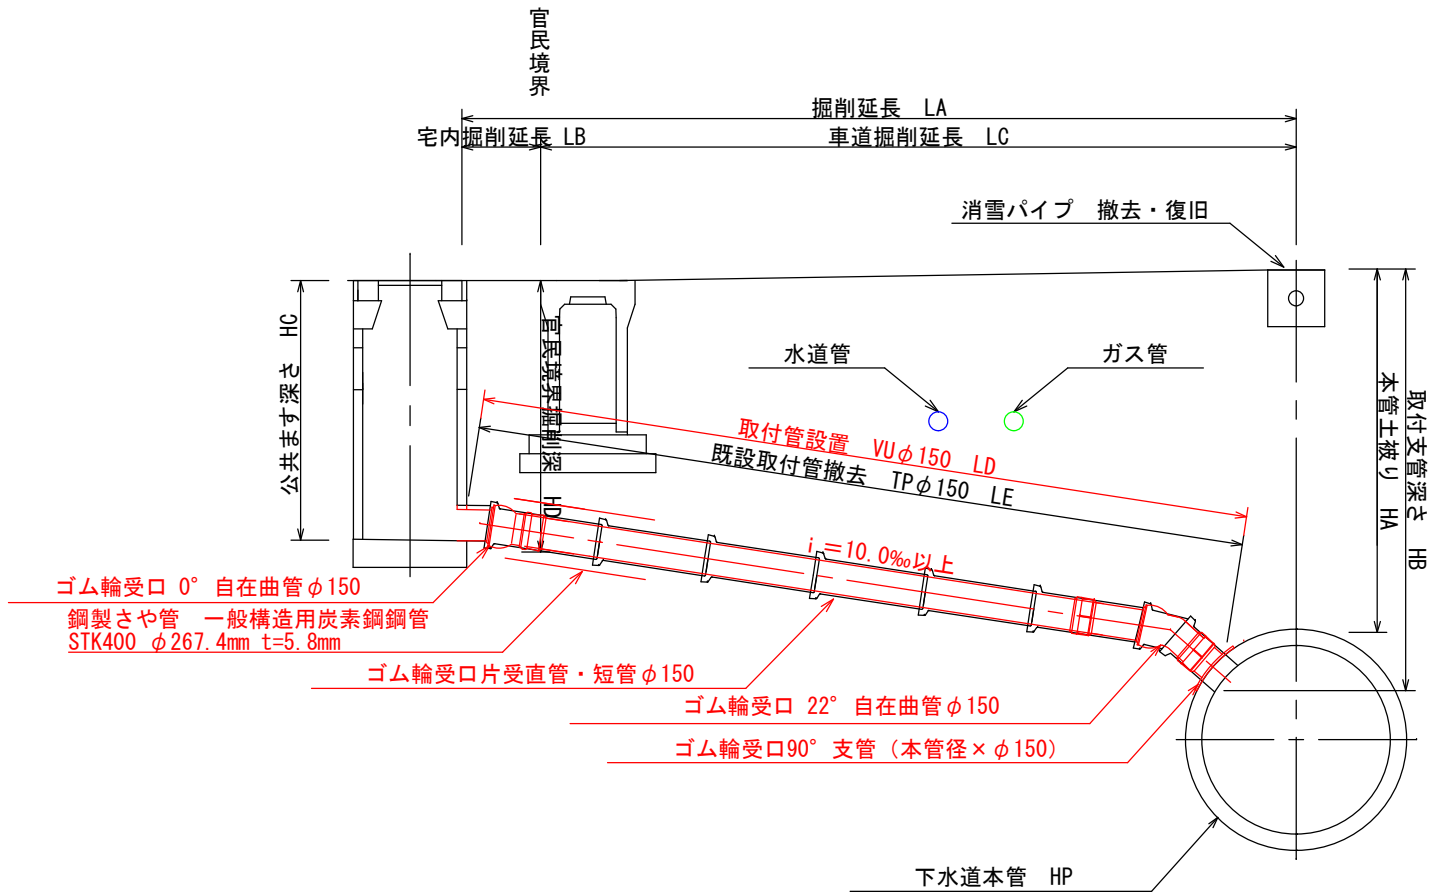 官民境界
掘削延長　LA
宅内掘削延長 LB
車道掘削延長　LC
消雪パイプ　撤去・復旧
公共ます深さ　HC
官民境界掘削深　HD
水道管
ガス管
本管土被り　HA
取付支管深さ　HB
取付管設置　VUφ150　LD
既設取付管撤去　TPφ150　LE
i＝10.0‰以上
ゴム輪受口 0°自在曲管φ150
鋼製さや管　一般構造用炭素鋼鋼管
STK400 φ267.4mm t=5.8mm
ゴム輪受口片受直管・短管φ150
ゴム輪受口 22°自在曲管φ150
ゴム輪受口90°支管（本管径×φ150）
下水道本管　HP